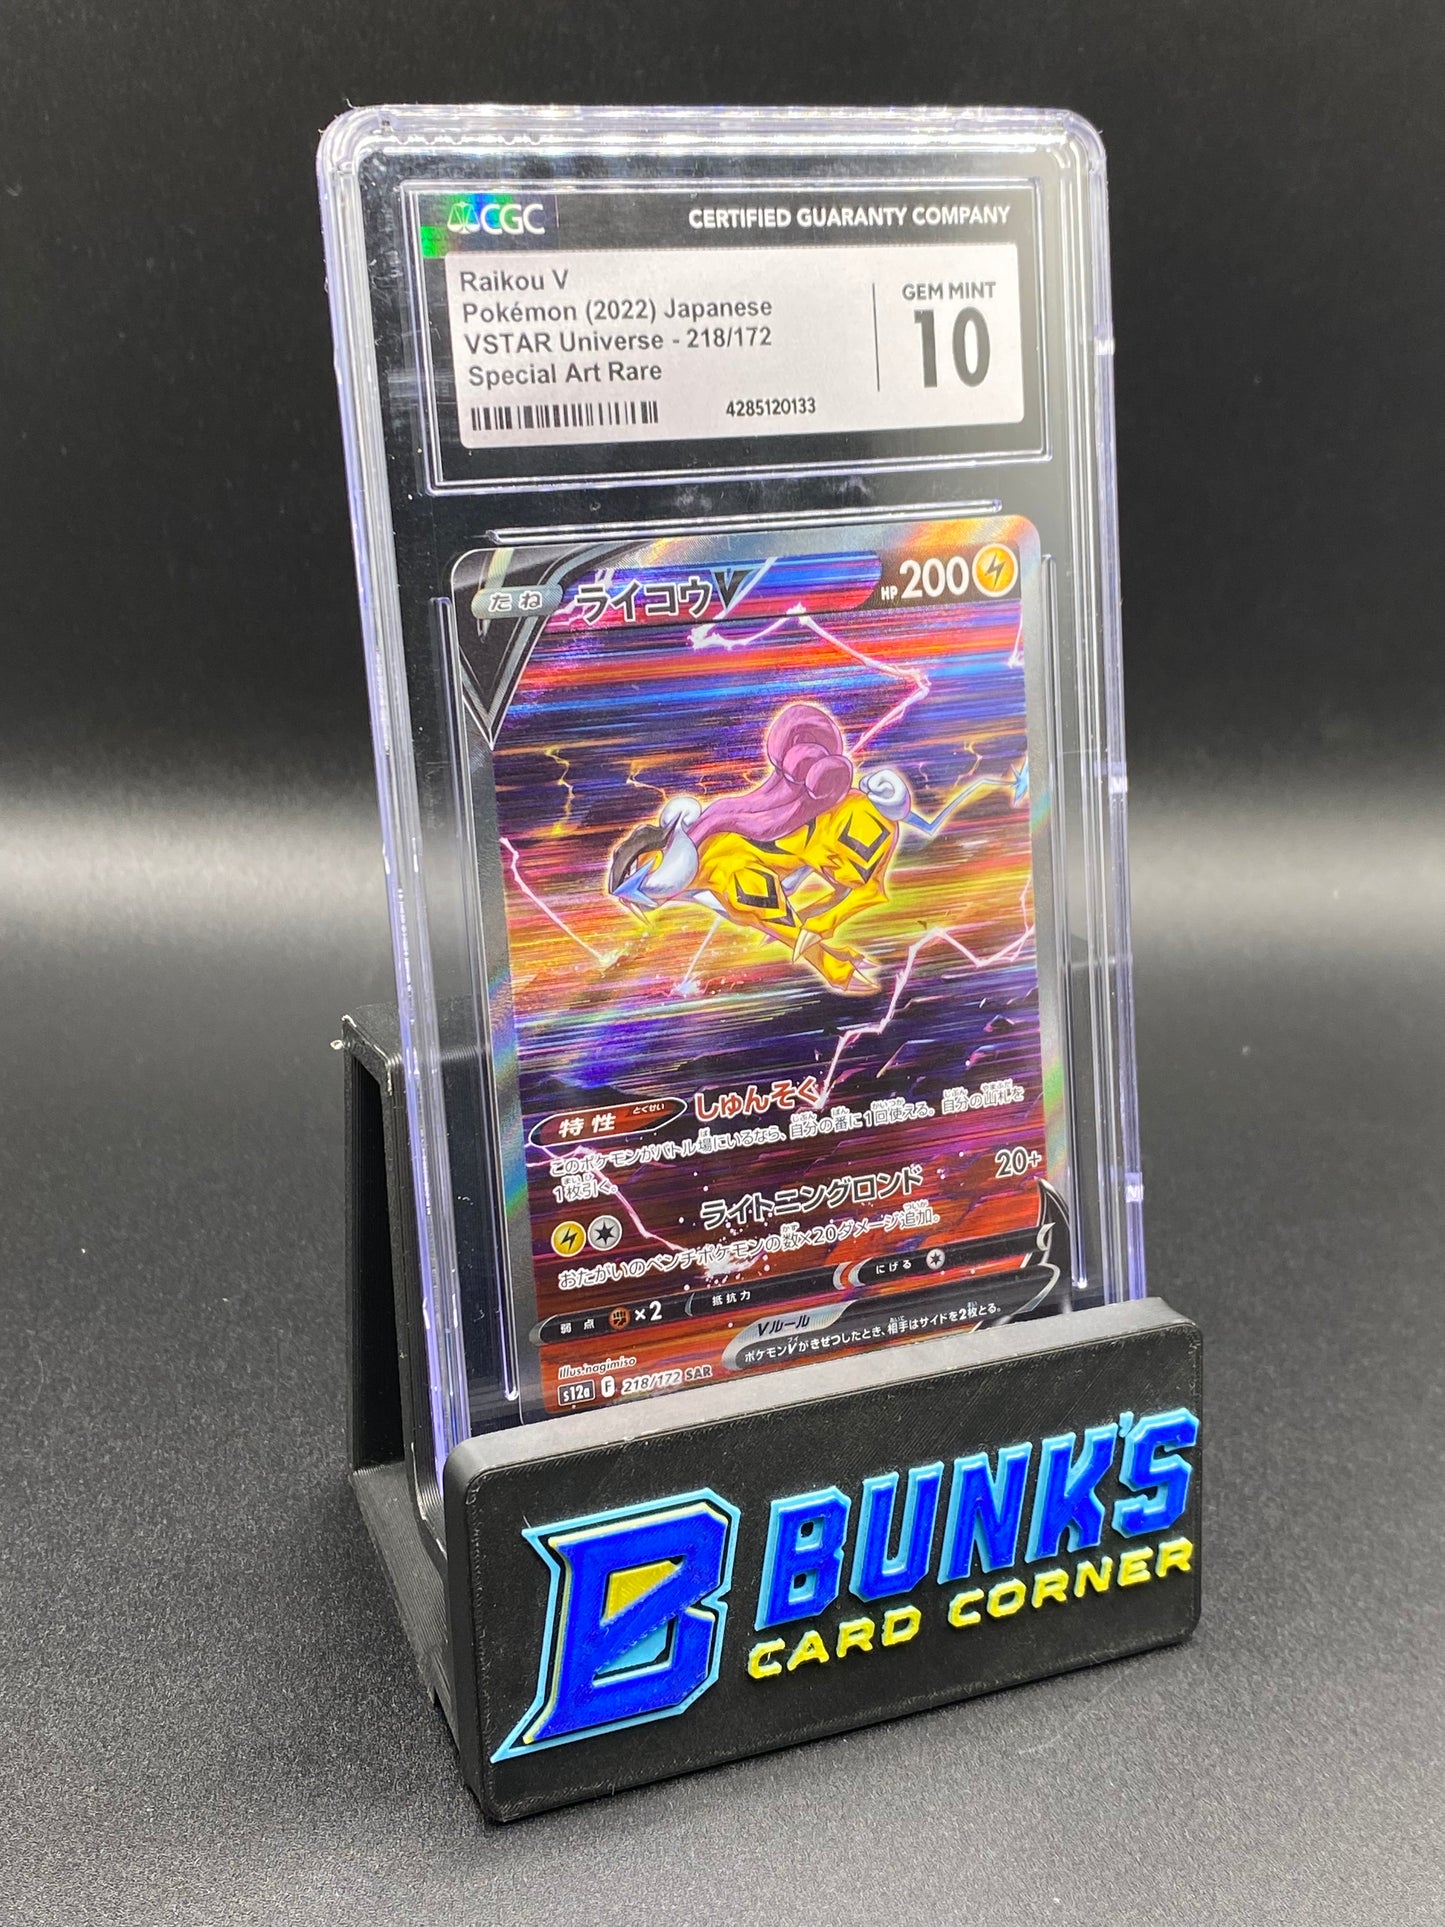 CGC CERTIFIED GUARANTY COMPANY
Raikou V
Pokémon (2022) Japanese
VSTAR Universe - 218/172
Special Art Rare
GEM MINT
10
4285120133
たね ライコウV HP 200
特性 とくせい しゅんそく
このポケモンがバトル場にいるなら、自分の番に1回使える。自分の山札を
1枚引く。
ライトニングロンド 20+
おたがいのベンチポケモンの数×20ダメージ追加。
弱点 ×2 抵抗力 にげる
Vルール
ポケモンVがきぜつしたとき、相手はサイドを2枚とる。
Illus.nagimiso
s12a F 218/172 SAR
B BUNK'S
CARD CORNER